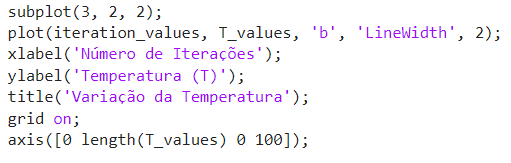 subplot(3, 2, 2);
plot(iteration_values, T_values, 'b', 'LineWidth', 2);
xlabel('Número de Iterações');
ylabel('Temperatura (T)');
title('Variação da Temperatura');
grid on;
axis([0 length(T_values) 0 100]);